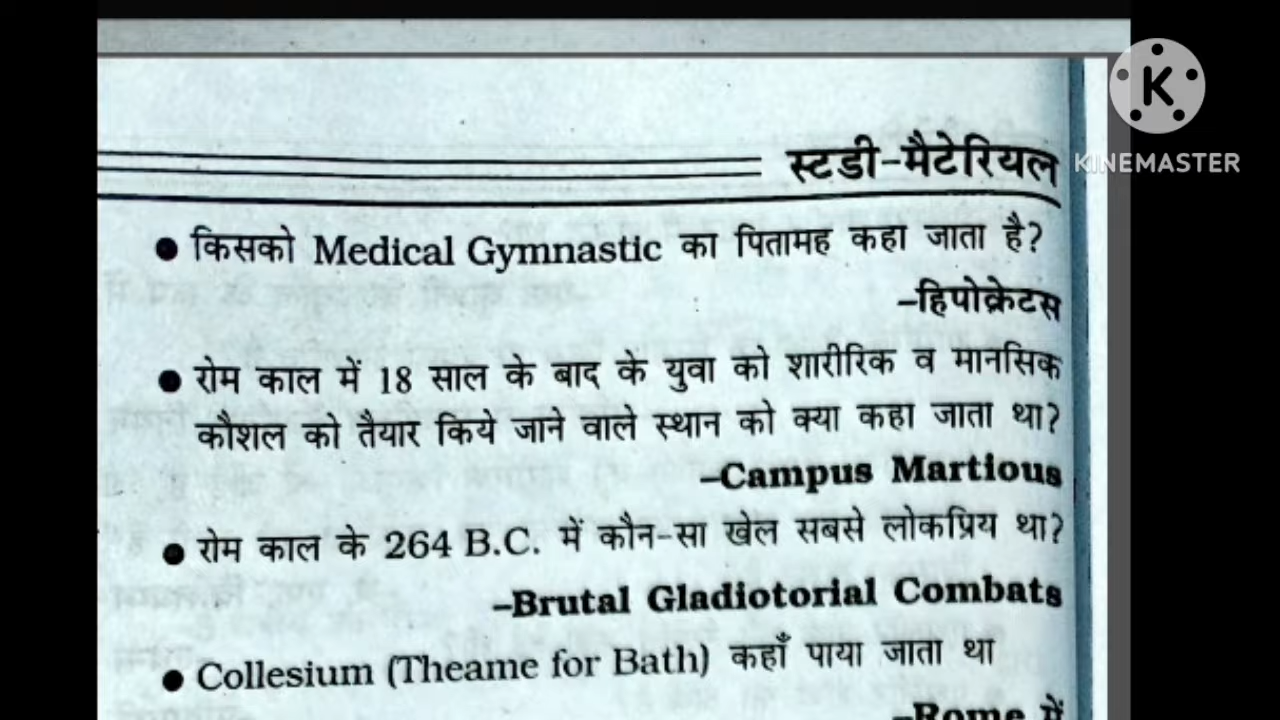 स्टडी-मैटेरियल
KINEMASTER
● किसको Medical Gymnastic का पितामह कहा जाता है?
-हिपोक्रेटस
● रोम काल में 18 साल के बाद के युवा को शारीरिक व मानसिक
कौशल को तैयार किये जाने वाले स्थान को क्या कहा जाता था?
-Campus Martious
● रोम काल के 264 B.C. में कौन-सा खेल सबसे लोकप्रिय था?
-Brutal Gladiotorial Combats
● Collesium (Theame for Bath) कहाँ पाया जाता था
-Rome में